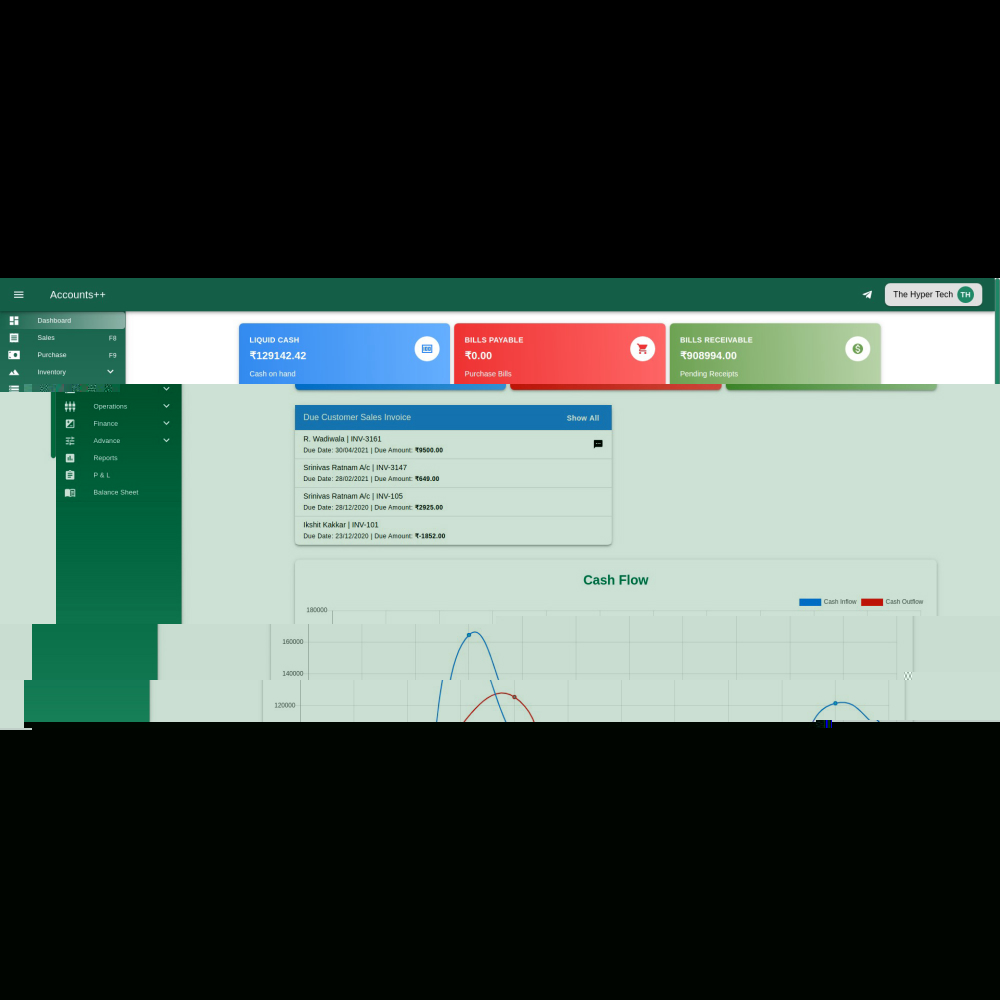 Accounts++
The Hyper Tech TH
Dashboard
Sales F8
Purchase F9
Inventory
LIQUID CASH
₹129142.42
Cash on hand
BILLS PAYABLE
₹0.00
Purchase Bills
BILLS RECEIVABLE
₹908994.00
Pending Receipts
Operations
Finance
Advance
Reports
P & L
Balance Sheet
Due Customer Sales Invoice Show All
R. Wadiwala | INV-3161
Due Date: 30/04/2021 | Due Amount: ₹9500.00
Srinivas Ratnam A/c | INV-3147
Due Date: 28/02/2021 | Due Amount: ₹649.00
Srinivas Ratnam A/c | INV-105
Due Date: 28/12/2020 | Due Amount: ₹2925.00
Ikshit Kakkar | INV-101
Due Date: 23/12/2020 | Due Amount: ₹-1852.00
Cash Flow
Cash Inflow Cash Outflow
180000
160000
140000
120000